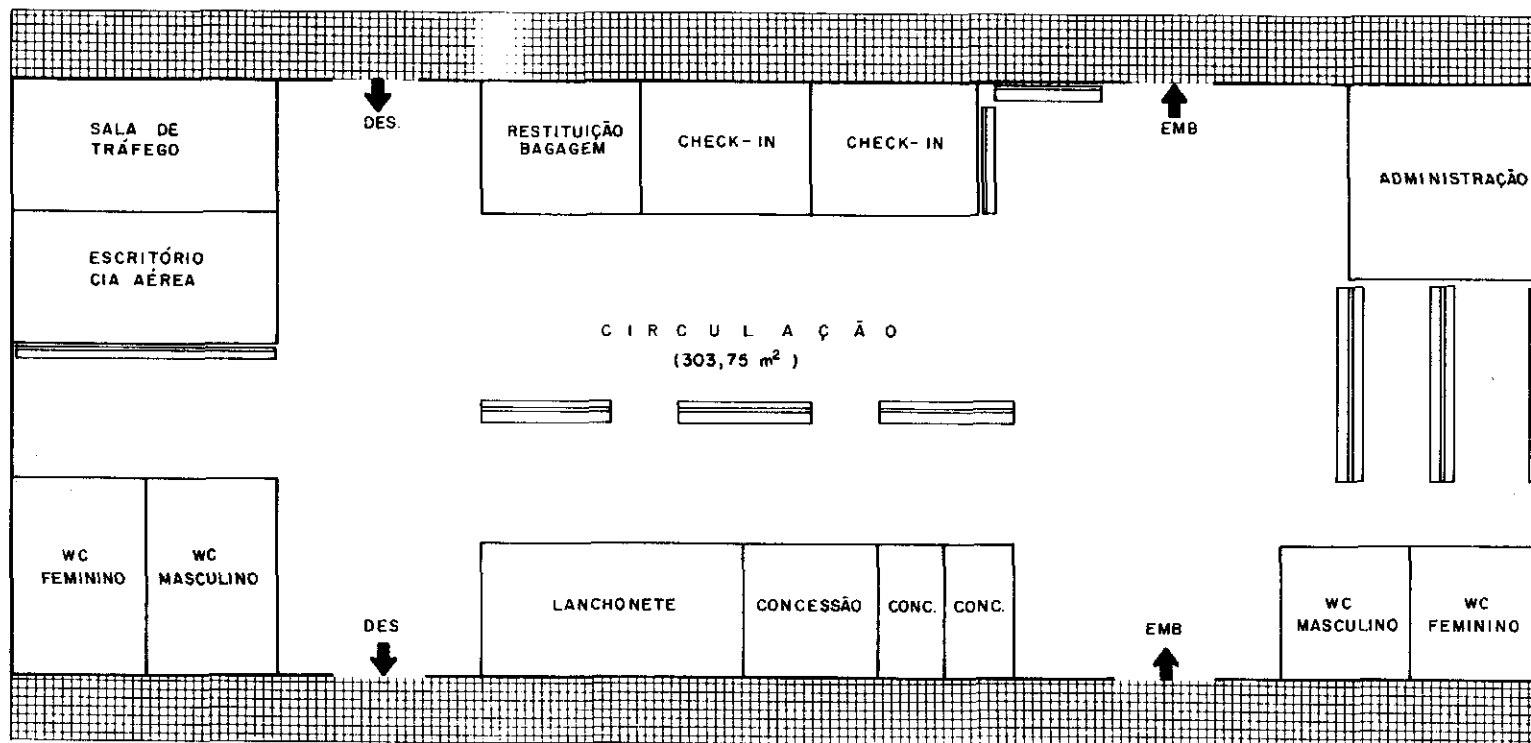 SALA DE
TRÁFEGO
DES.
RESTITUIÇÃO
BAGAGEM
CHECK-IN
CHECK-IN
EMB
ADMINISTRAÇÃO
ESCRITÓRIO
CIA AÉREA
CIRCULAÇÃO
(303,75 m²)
WC
FEMININO
WC
MASCULINO
DES
LANCHONETE
CONCESSÃO
CONC.
CONC.
EMB
WC
MASCULINO
WC
FEMININO